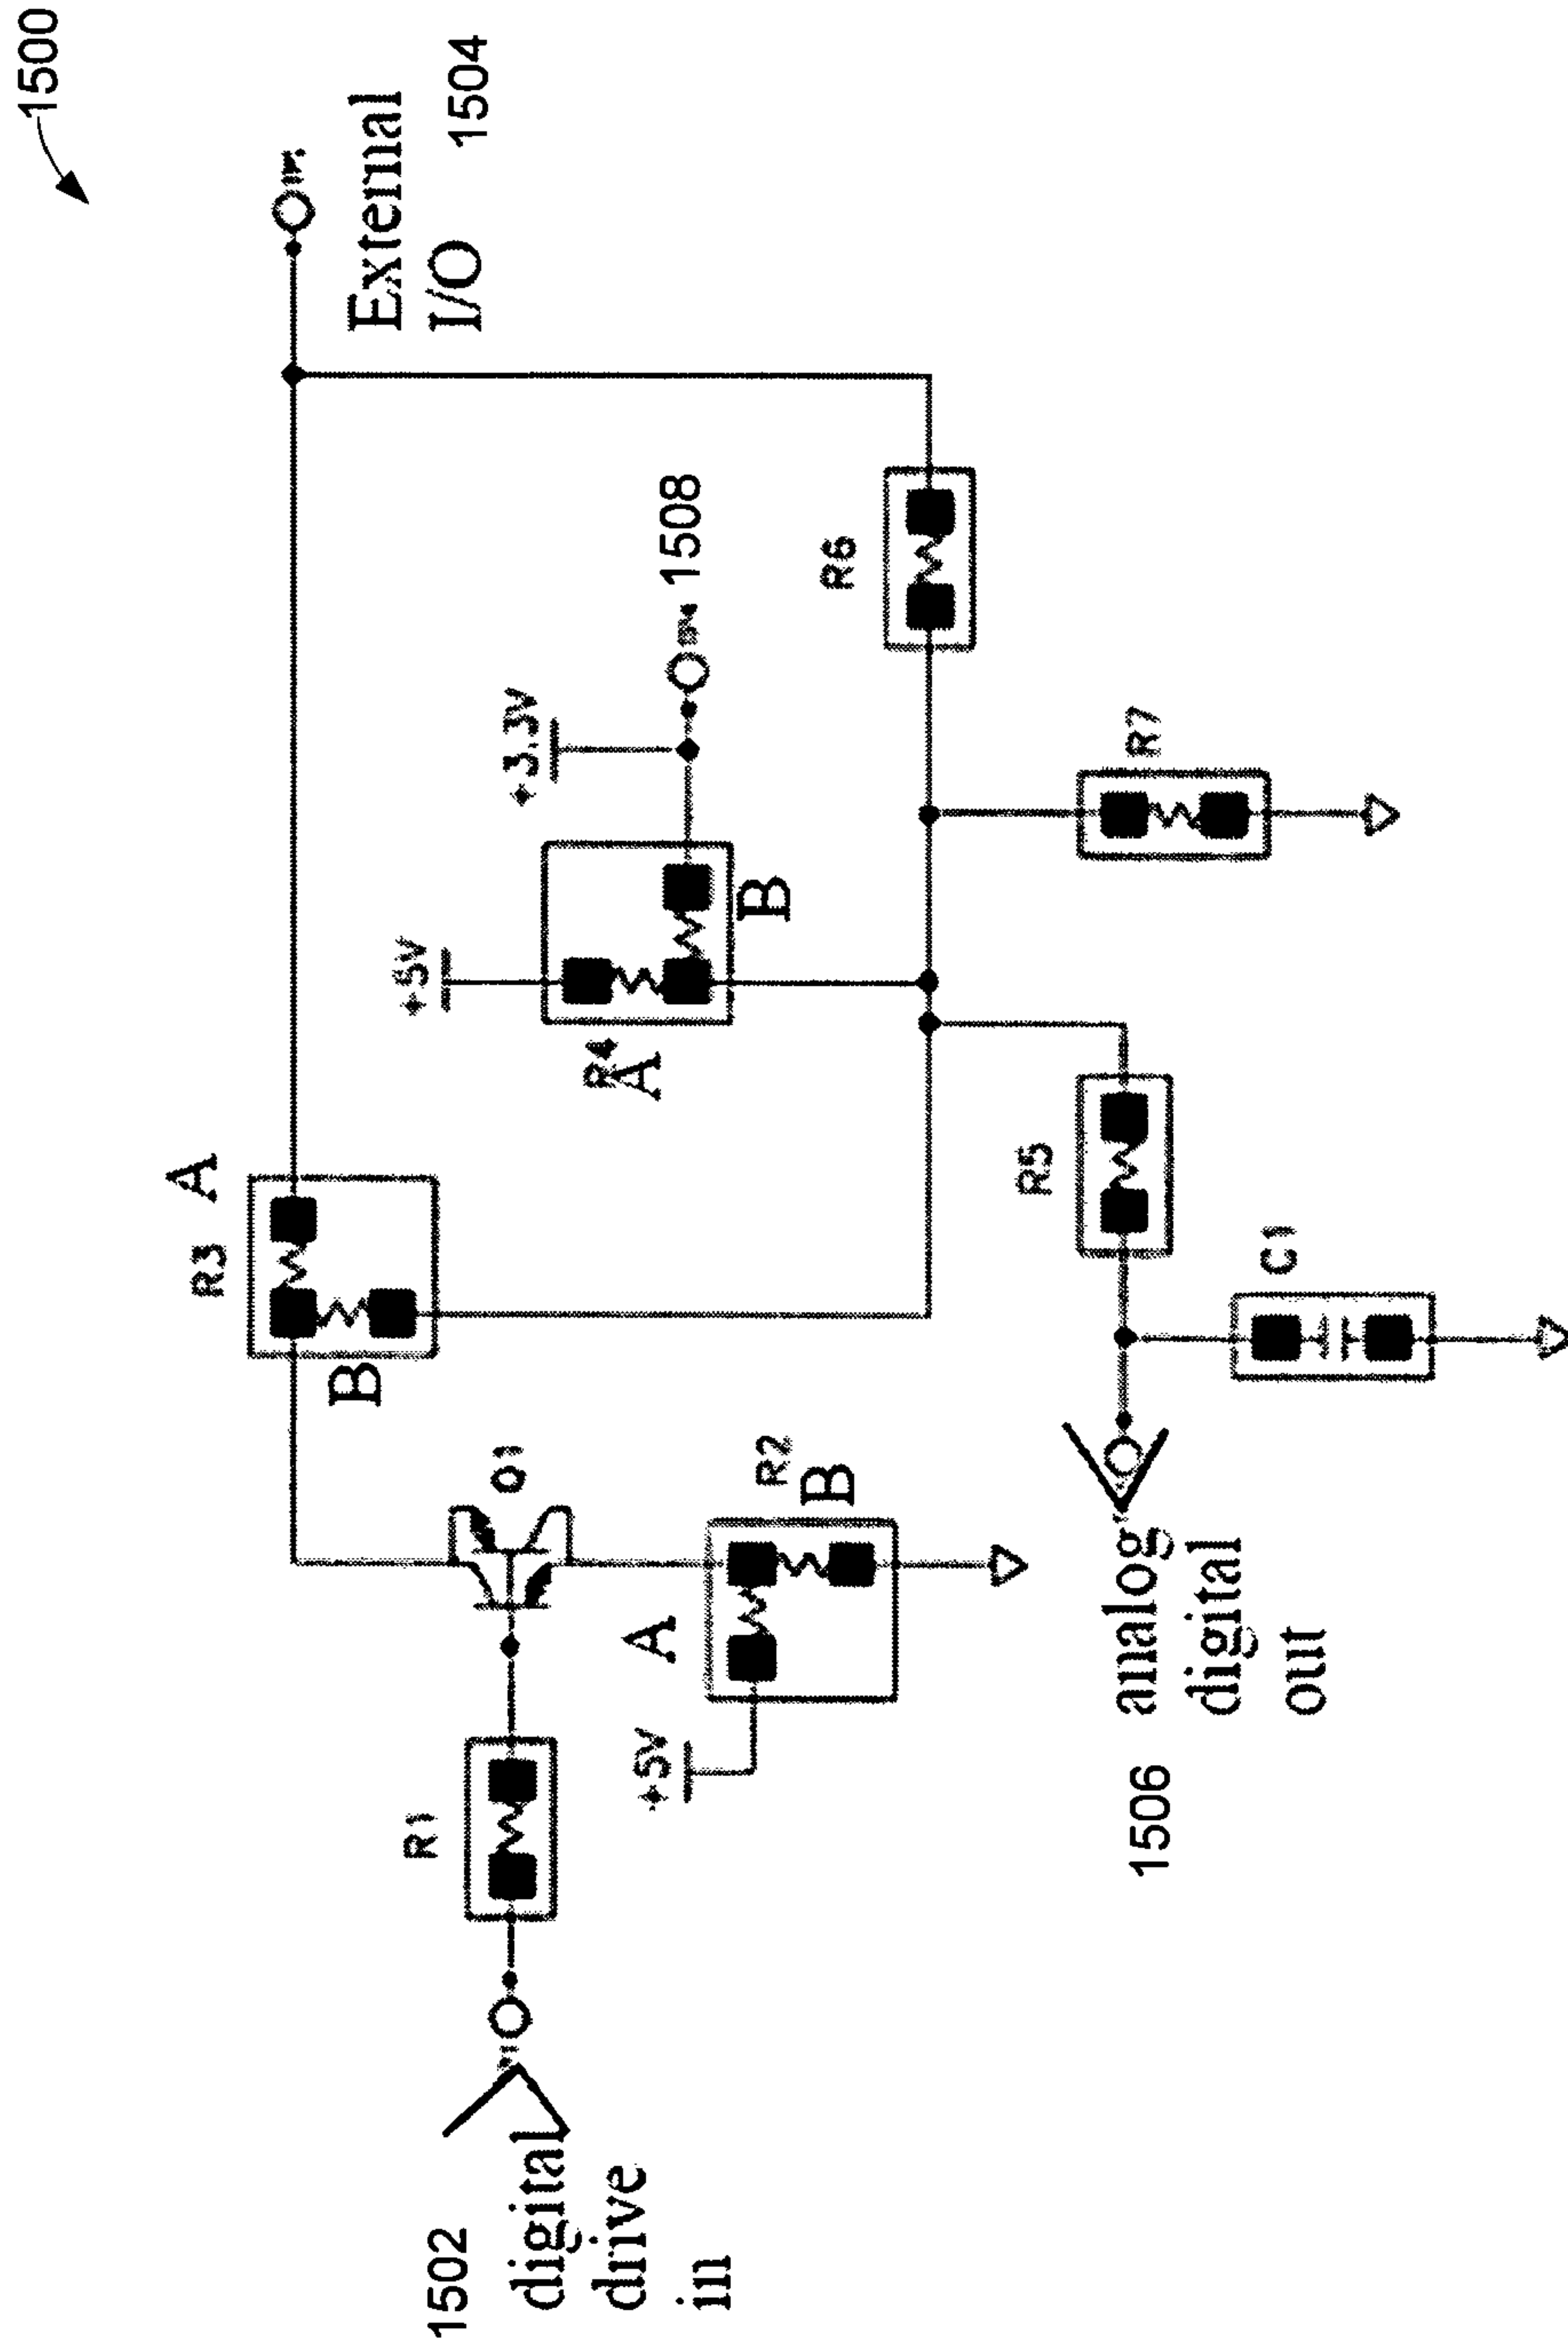 1500
External
I/O
1504
A
R3
B
+5V
+3.3V
1508
R4
A
B
R6
R7
Q1
R2
A
B
+5V
R1
R5
C1
1502
digital
drive
in
1506
analog
digital
out